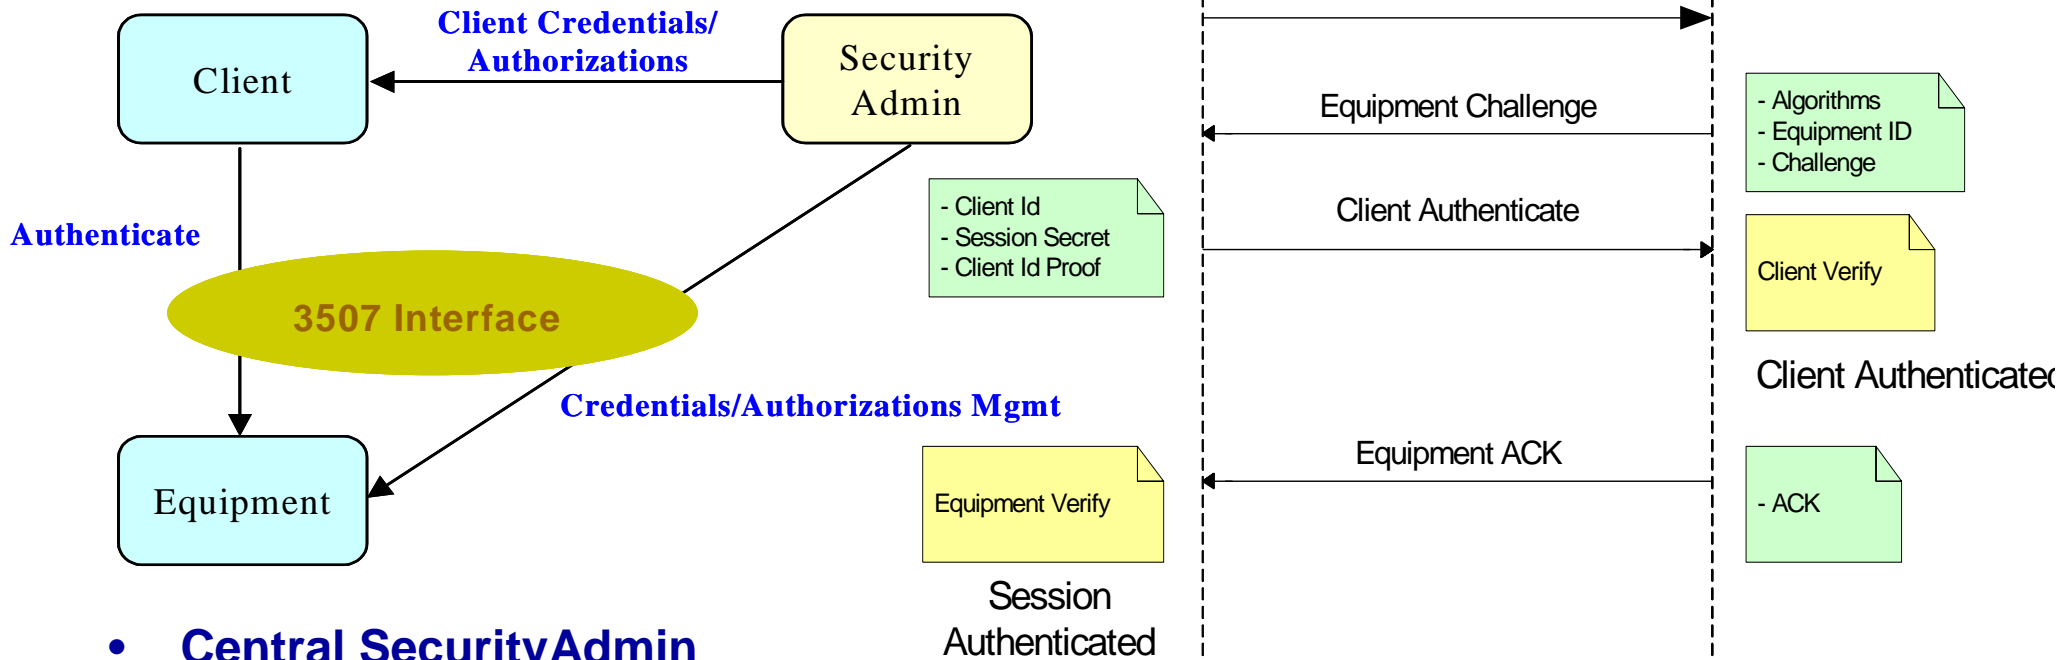 Client Credentials/
Authorizations
Client
Security
Admin
Authenticate
3507 Interface
Credentials/Authorizations Mgmt
Equipment
• Central SecurityAdmin
Equipment Challenge
- Algorithms
- Equipment ID
- Challenge
- Client Id
- Session Secret
- Client Id Proof
Client Authenticate
Client Verify
Client Authenticated
Equipment ACK
Equipment Verify
- ACK
Session
Authenticated